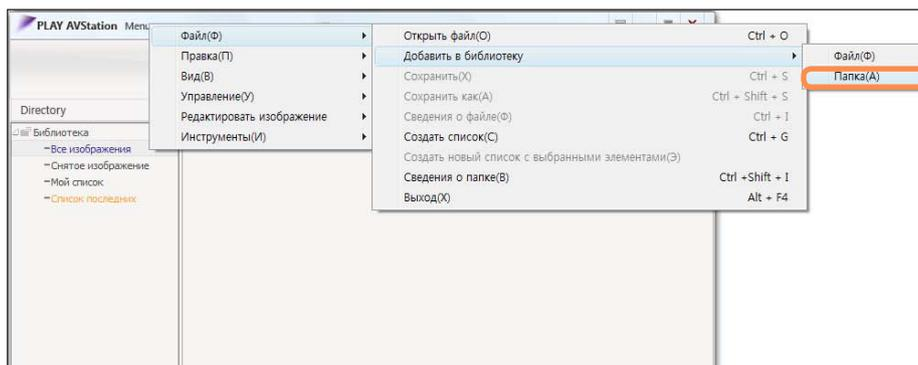 PLAY AVStation Menu
Файл(Ф)
Правка(П)
Вид(В)
Управление(У)
Редактировать изображение
Инструменты(И)
Открыть файл(О) Ctrl + O
Добавить в библиотеку
Сохранить(Х) Ctrl + S
Сохранить как(А) Ctrl + Shift + S
Сведения о файле(Ф) Ctrl + I
Создать список(С) Ctrl + G
Создать новый список с выбранными элементами(Э)
Сведения о папке(В) Ctrl +Shift + I
Выход(Х) Alt + F4
Файл(Ф)
Папка(А)
Directory
Библиотека
Все изображения
Снятое изображение
Мой список
Список последних